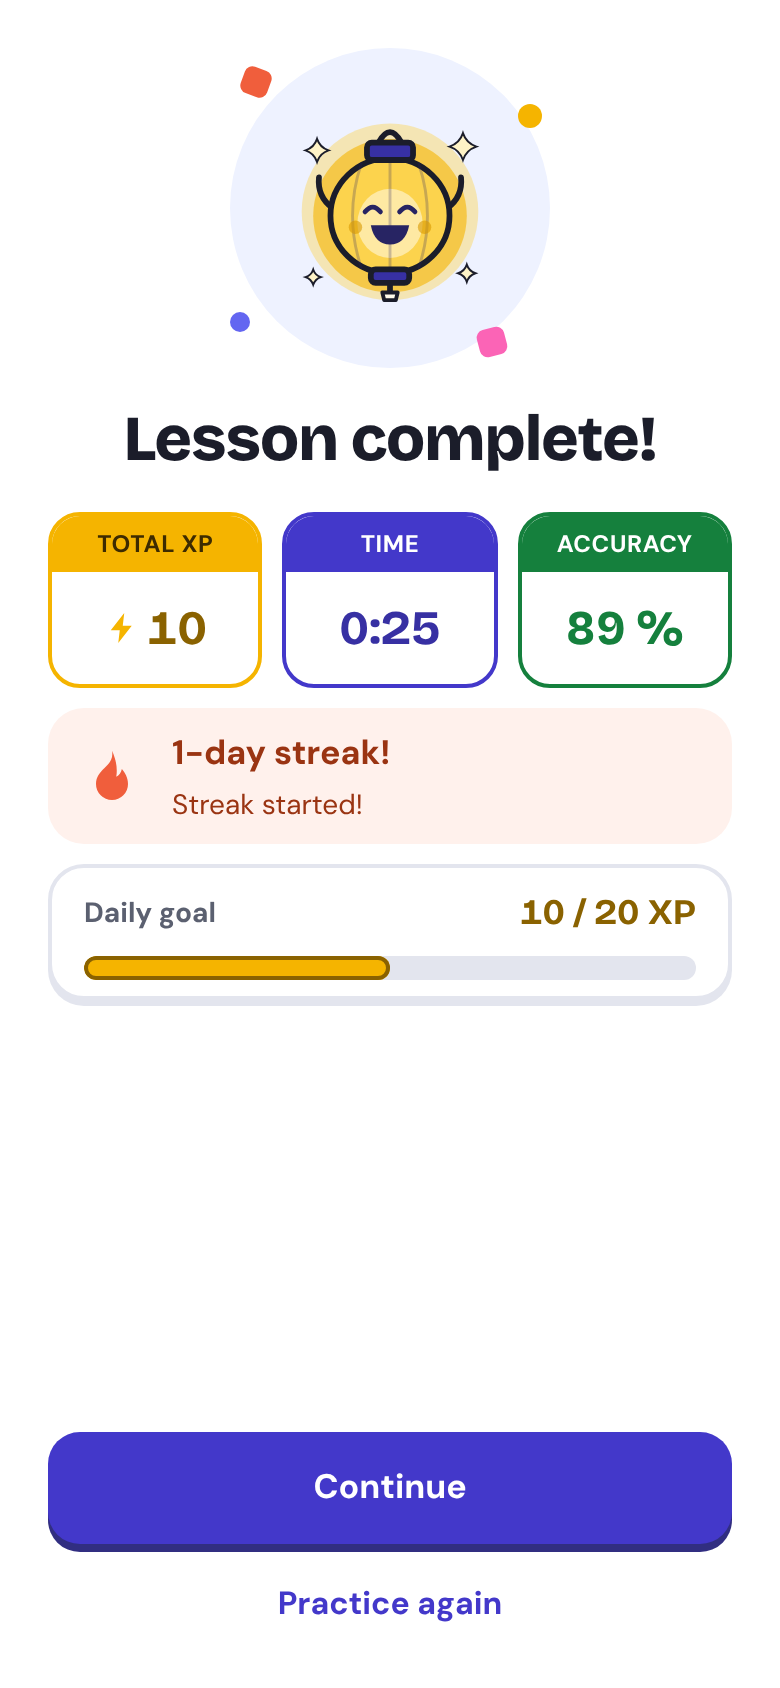 Lesson complete!
TOTAL XP
10
TIME
0:25
ACCURACY
89 %
1-day streak!
Streak started!
Daily goal
10 / 20 XP
Continue
Practice again